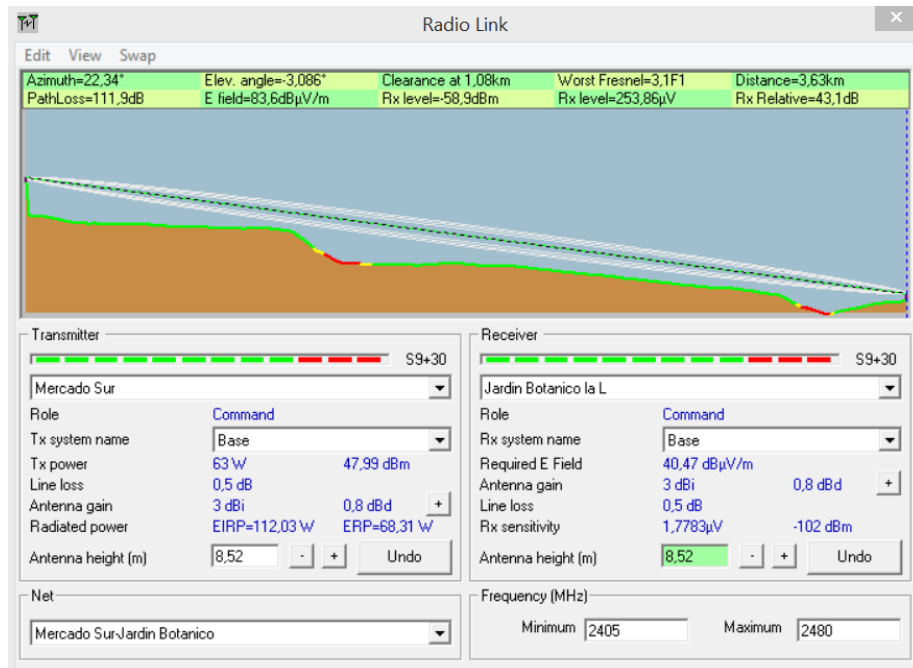 Radio Link
Edit View Swap
Azimuth=22,34° Elev. angle=-3,086° Clearance at 1,08km Worst Fresnel=3,1F1 Distance=3,63km
PathLoss=111,9dB E field=83,6dBµV/m Rx level=-58,9dBm Rx level=253,86µV Rx Relative=43,1dB
Transmitter
S9+30
Mercado Sur
Role Command
Tx system name Base
Tx power 63 W 47,99 dBm
Line loss 0,5 dB
Antenna gain 3 dBi 0,8 dBd +
Radiated power EIRP=112,03 W ERP=68,31 W
Antenna height (m) 8,52 - + Undo
Receiver
S9+30
Jardin Botanico la L
Role Command
Rx system name Base
Required E Field 40,47 dBµV/m
Antenna gain 3 dBi 0,8 dBd +
Line loss 0,5 dB
Rx sensitivity 1,7783µV -102 dBm
Antenna height (m) 8,52 - + Undo
Net
Mercado Sur-Jardin Botanico
Frequency (MHz)
Minimum 2405 Maximum 2480